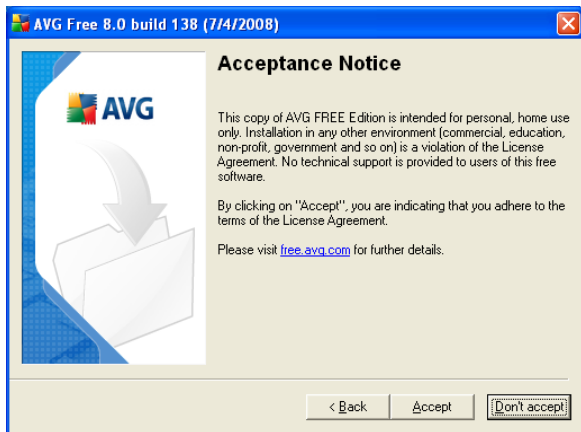 AVG Free 8.0 build 138 (7/4/2008)
AVG
Acceptance Notice
This copy of AVG FREE Edition is intended for personal, home use
only. Installation in any other environment (commercial, education,
non-profit, government and so on) is a violation of the License
Agreement. No technical support is provided to users of this free
software.
By clicking on "Accept", you are indicating that you adhere to the
terms of the License Agreement.
Please visit free.avg.com for further details.
< Back
Accept
Don't accept